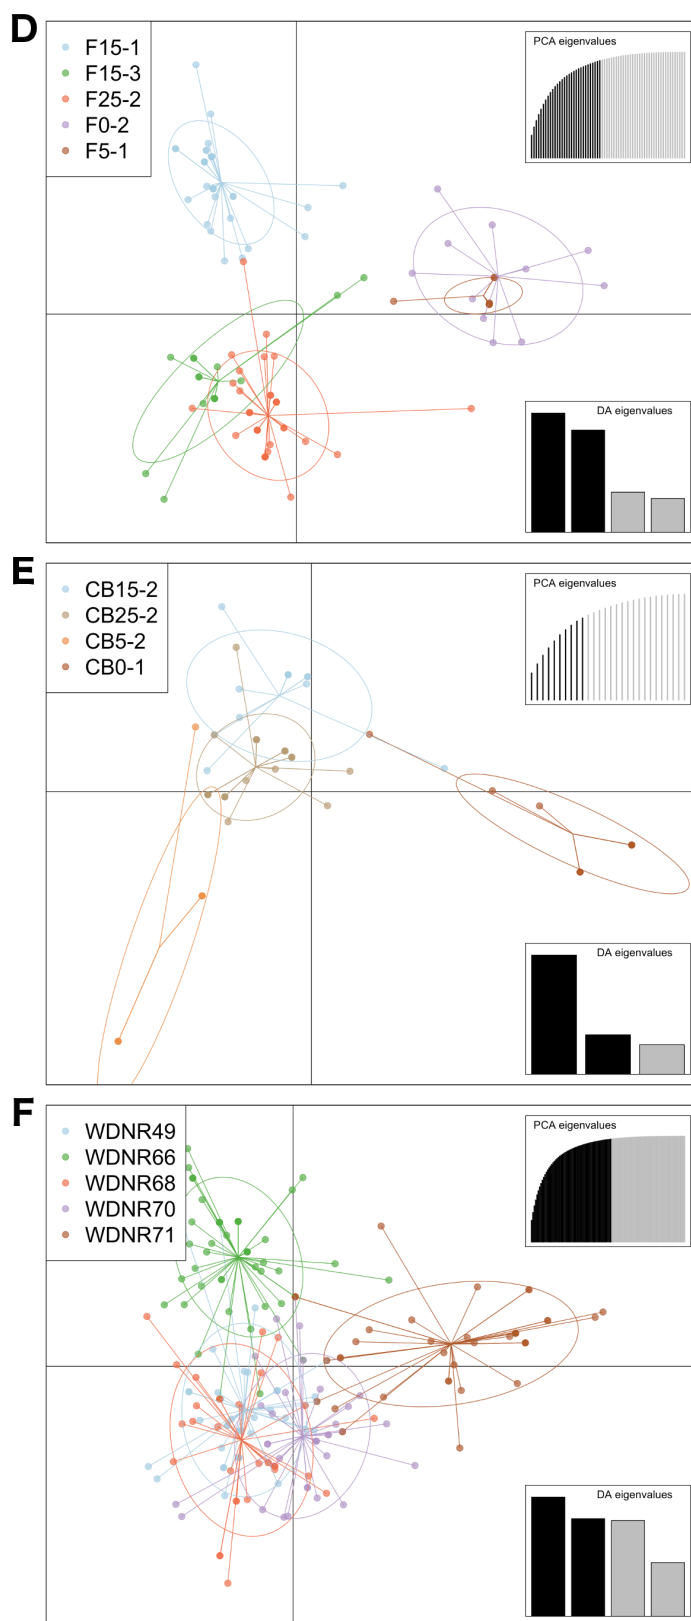 D
F15-1
F15-3
F25-2
F0-2
F5-1
PCA eigenvalues
DA eigenvalues
E
CB15-2
CB25-2
CB5-2
CB0-1
PCA eigenvalues
DA eigenvalues
F
WDNR49
WDNR66
WDNR68
WDNR70
WDNR71
PCA eigenvalues
DA eigenvalues